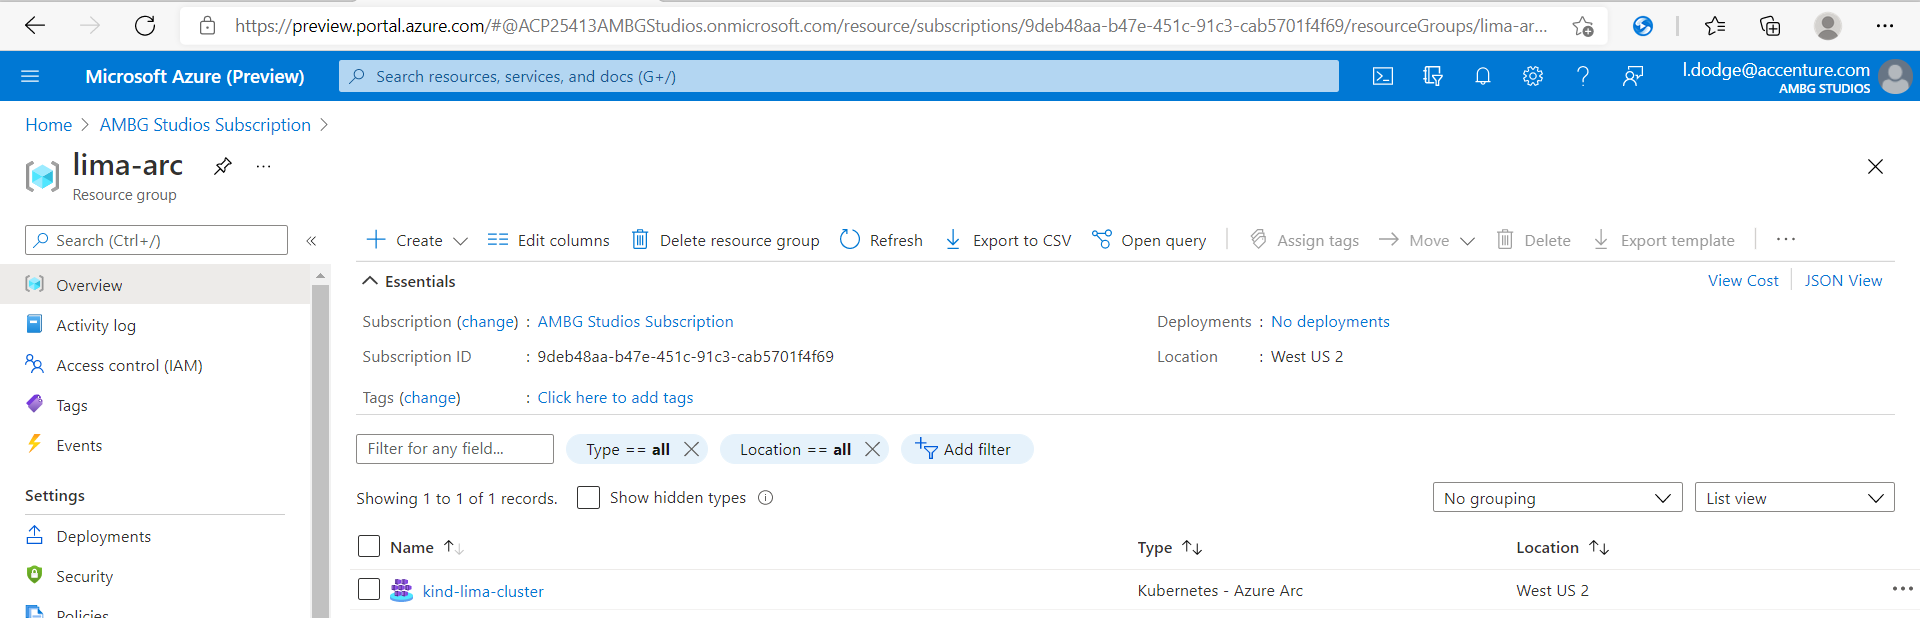 https://preview.portal.azure.com/#@ACP25413AMBGStudios.onmicrosoft.com/resource/subscriptions/9deb48aa-b47e-451c-91c3-cab5701f4f69/resourceGroups/lima-ar...
Microsoft Azure (Preview)
Search resources, services, and docs (G+/)
l.dodge@accenture.com
AMBG STUDIOS
Home > AMBG Studios Subscription >
lima-arc
Resource group
Search (Ctrl+/)
«
Overview
Activity log
Access control (IAM)
Tags
Events
Settings
Deployments
Security
Policies
Create
Edit columns
Delete resource group
Refresh
Export to CSV
Open query
Assign tags
Move
Delete
Export template
Essentials
View Cost
JSON View
Subscription (change) : AMBG Studios Subscription
Deployments : No deployments
Subscription ID : 9deb48aa-b47e-451c-91c3-cab5701f4f69
Location : West US 2
Tags (change) : Click here to add tags
Filter for any field...
Type == all
Location == all
Add filter
Showing 1 to 1 of 1 records.
Show hidden types
No grouping
List view
Name ↑↓
Type ↑↓
Location ↑↓
kind-lima-cluster
Kubernetes - Azure Arc
West US 2